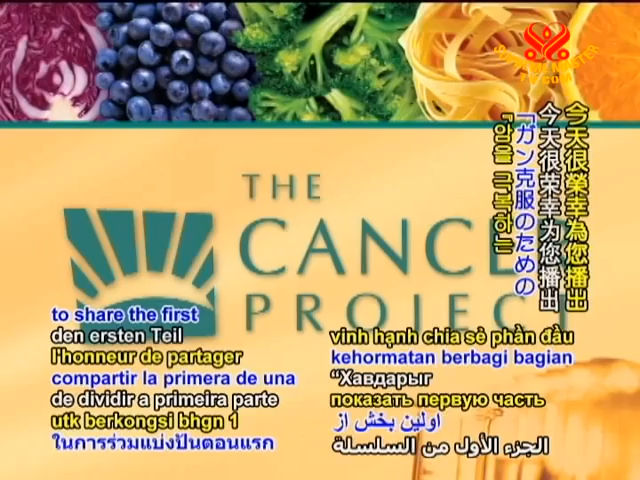 THE
CANCE
PROJECT
今天很榮幸為您播出
今天很荣幸为您播出
「ガン克服のための
『암을 극복하는
to share the first
den ersten Teil
l'honneur de partager
compartir la primera de una
de dividir a primeira parte
utk berkongsi bhgn 1
ในการร่วมแบ่งปันตอนแรก
vinh hạnh chia sẻ phần đầu
kehormatan berbagi bagian
“Хавдарыг
показать первую часть
اولین بخش از
الجزء الأول من السلسلة